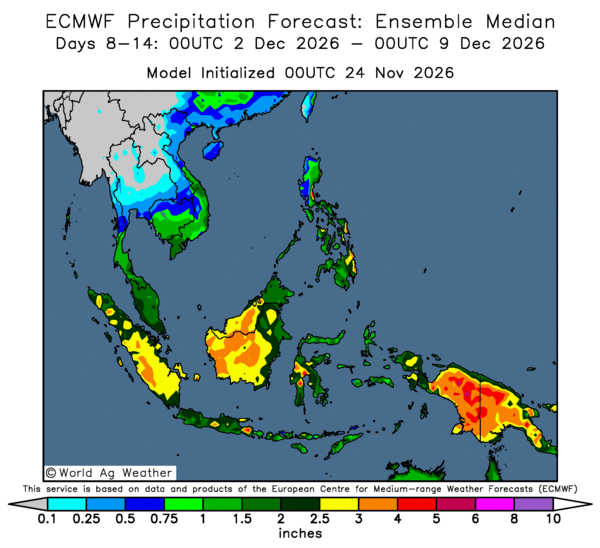 ECMWF Precipitation Forecast: Ensemble Median
Days 8–14: 00UTC 2 Dec 2026 – 00UTC 9 Dec 2026
Model Initialized 00UTC 24 Nov 2026
© World Ag Weather
This service is based on data and products of the European Centre for Medium-range Weather Forecasts (ECMWF)
0.1 0.25 0.5 0.75 1 1.5 2 2.5 3 4 5 6 8 10
inches